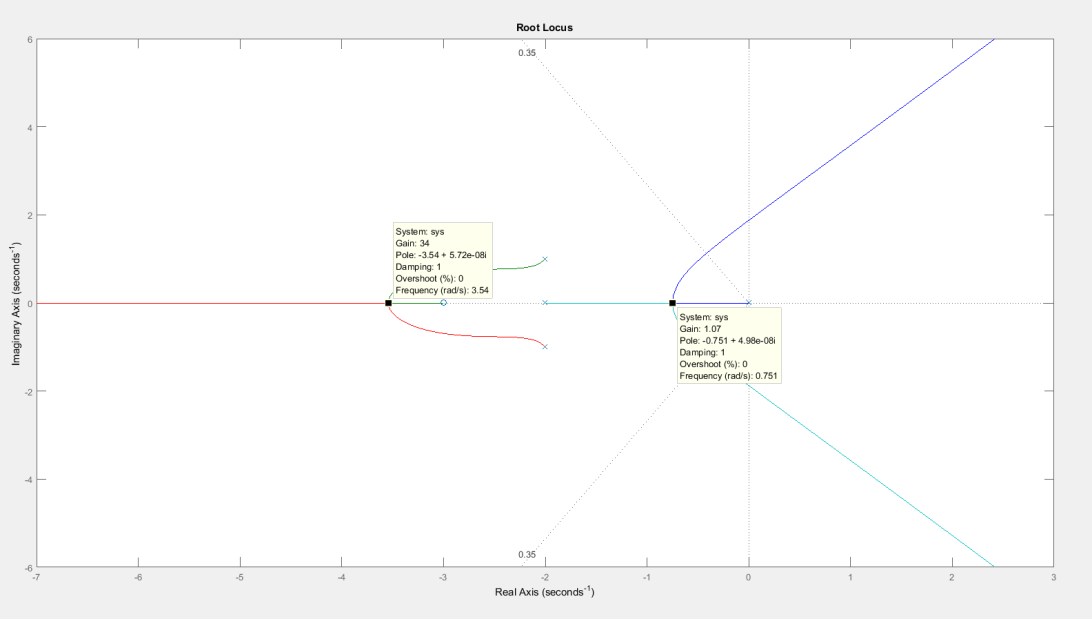 Root Locus
6
4
2
0
-2
-4
-6
Imaginary Axis (seconds⁻¹)
0.35
System: sys
Gain: 34
Pole: -3.54 + 5.72e-08i
Damping: 1
Overshoot (%): 0
Frequency (rad/s): 3.54
System: sys
Gain: 1.07
Pole: -0.751 + 4.98e-08i
Damping: 1
Overshoot (%): 0
Frequency (rad/s): 0.751
0.35
-7 -6 -5 -4 -3 -2 -1 0 1 2 3
Real Axis (seconds⁻¹)